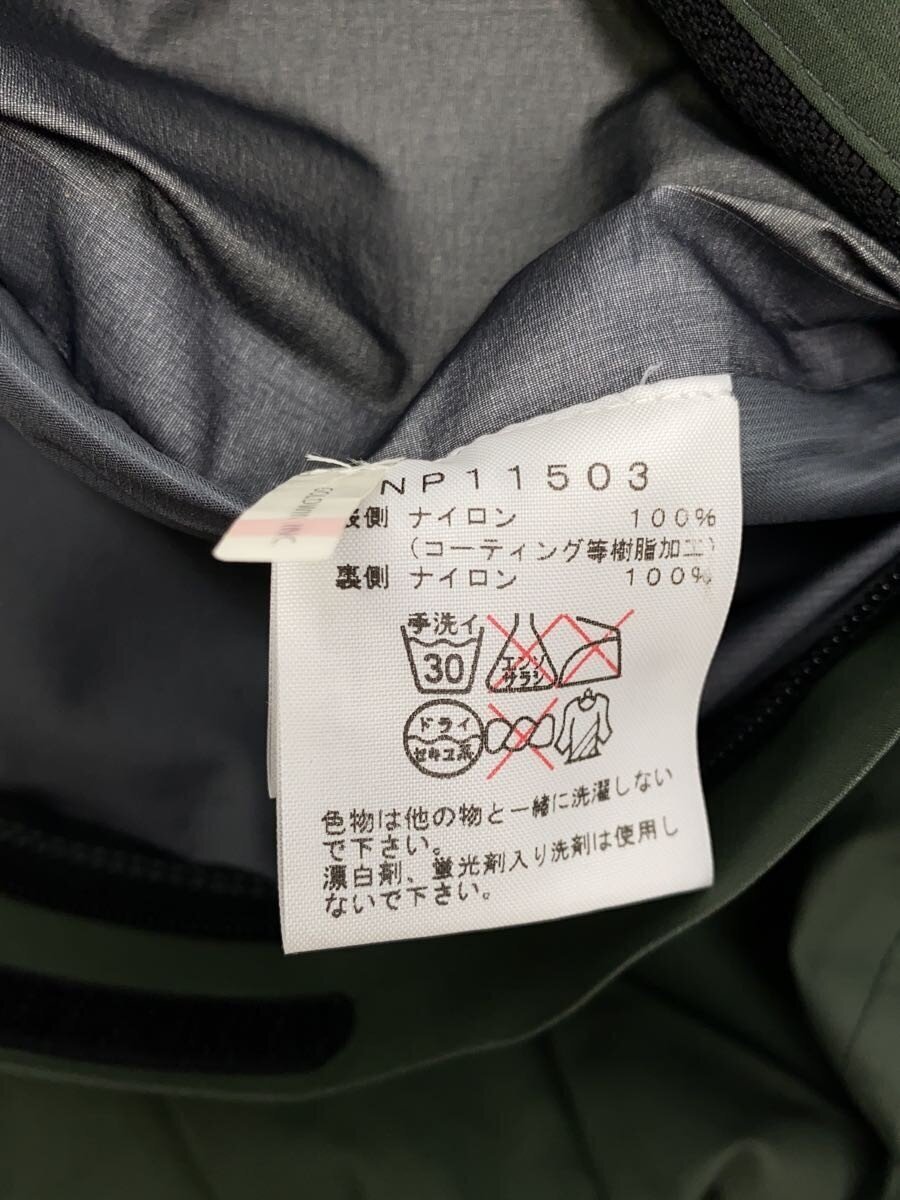 NP11503
表側 ナイロン 100%
(コーティング等樹脂加工)
裏側 ナイロン 100%
手洗イ
30
エンソ
サラシ
ドライ
セキユ系
色物は他の物と一緒に洗濯しない
で下さい。
漂白剤、蛍光剤入り洗剤は使用し
ないで下さい。
GOLDWIN INC